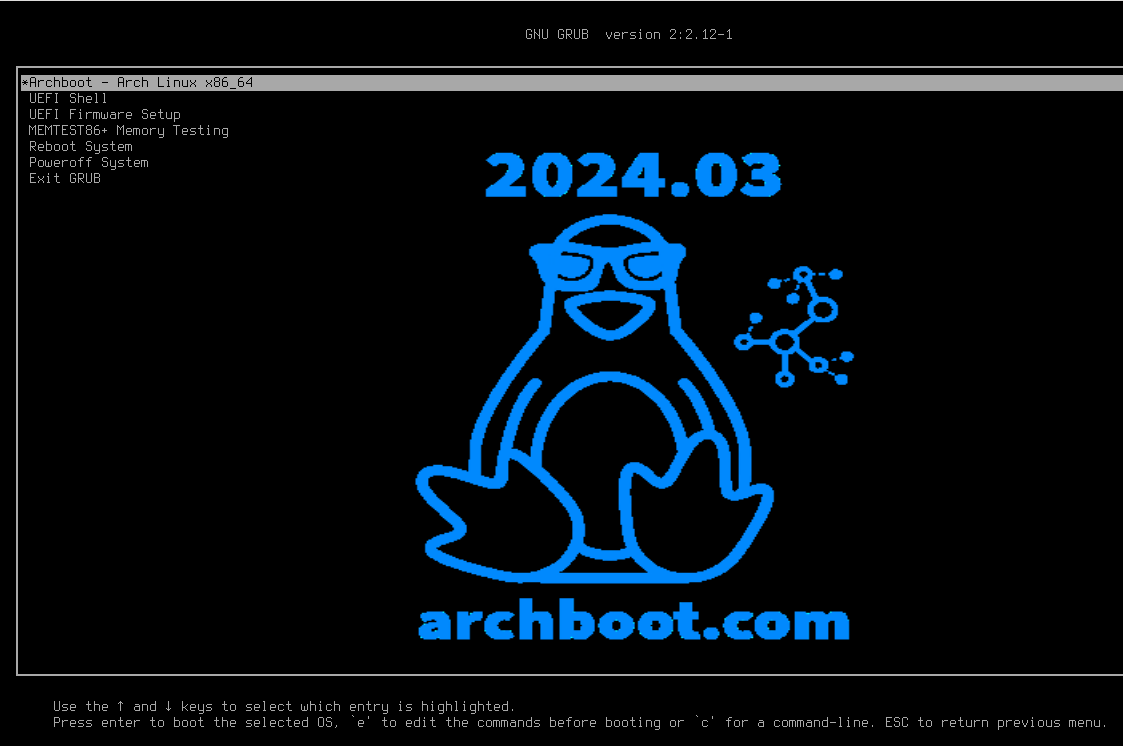 GNU GRUB  version 2:2.12-1
*Archboot - Arch Linux x86_64
UEFI Shell
UEFI Firmware Setup
MEMTEST86+ Memory Testing
Reboot System
Poweroff System
Exit GRUB
2024.03
archboot.com
Use the ↑ and ↓ keys to select which entry is highlighted.
Press enter to boot the selected OS, `e' to edit the commands before booting or `c' for a command-line. ESC to return previous menu.